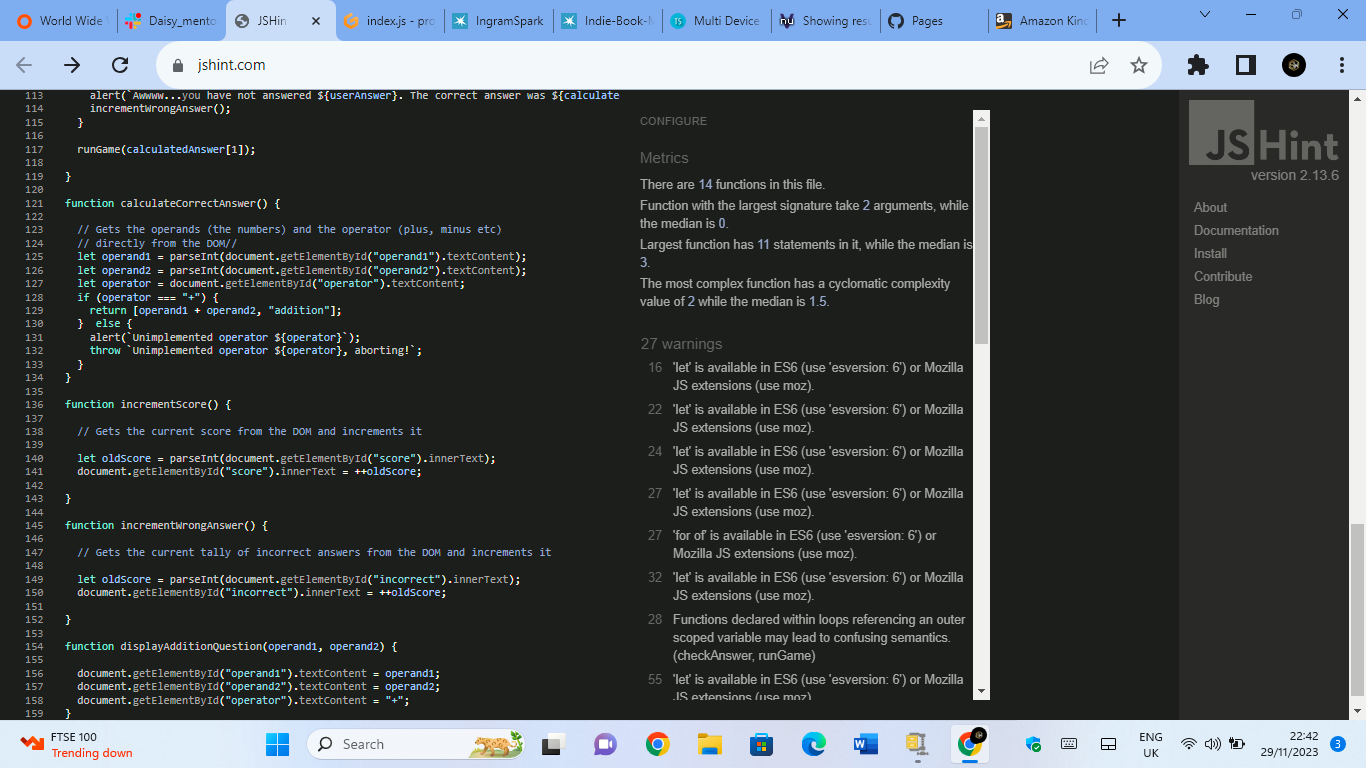 World Wide
Daisy_mento
JSHin
index.js - pro
IngramSpark
Indie-Book-M
TS
Multi Device
Showing resu
Pages
Amazon Kinc
jshint.com
113 alert(`Awwww...you have not answered ${userAnswer}. The correct answer was ${calculate
114 incrementWrongAnswer();
115 }
116
117 runGame(calculatedAnswer[1]);
118
119 }
120
121 function calculateCorrectAnswer() {
122
123 // Gets the operands (the numbers) and the operator (plus, minus etc)
124 // directly from the DOM//
125 let operand1 = parseInt(document.getElementById("operand1").textContent);
126 let operand2 = parseInt(document.getElementById("operand2").textContent);
127 let operator = document.getElementById("operator").textContent;
128 if (operator === "+") {
129 return [operand1 + operand2, "addition"];
130 } else {
131 alert(`Unimplemented operator ${operator}`);
132 throw `Unimplemented operator ${operator}, aborting!`;
133 }
134 }
135
136 function incrementScore() {
137
138 // Gets the current score from the DOM and increments it
139
140 let oldScore = parseInt(document.getElementById("score").innerText);
141 document.getElementById("score").innerText = ++oldScore;
142
143 }
144
145 function incrementWrongAnswer() {
146
147 // Gets the current tally of incorrect answers from the DOM and increments it
148
149 let oldScore = parseInt(document.getElementById("incorrect").innerText);
150 document.getElementById("incorrect").innerText = ++oldScore;
151
152 }
153
154 function displayAdditionQuestion(operand1, operand2) {
155
156 document.getElementById("operand1").textContent = operand1;
157 document.getElementById("operand2").textContent = operand2;
158 document.getElementById("operator").textContent = "+";
159 }
CONFIGURE
Metrics
There are 14 functions in this file.
Function with the largest signature take 2 arguments, while
the median is 0.
Largest function has 11 statements in it, while the median is
3.
The most complex function has a cyclomatic complexity
value of 2 while the median is 1.5.
27 warnings
16 'let' is available in ES6 (use 'esversion: 6') or Mozilla
JS extensions (use moz).
22 'let' is available in ES6 (use 'esversion: 6') or Mozilla
JS extensions (use moz).
24 'let' is available in ES6 (use 'esversion: 6') or Mozilla
JS extensions (use moz).
27 'let' is available in ES6 (use 'esversion: 6') or Mozilla
JS extensions (use moz).
27 'for of' is available in ES6 (use 'esversion: 6') or
Mozilla JS extensions (use moz).
32 'let' is available in ES6 (use 'esversion: 6') or Mozilla
JS extensions (use moz).
28 Functions declared within loops referencing an outer
scoped variable may lead to confusing semantics.
(checkAnswer, runGame)
55 'let' is available in ES6 (use 'esversion: 6') or Mozilla
JS extensions (use moz)
JSHint
version 2.13.6
About
Documentation
Install
Contribute
Blog
FTSE 100
Trending down
Search
ENG
UK
22:42
29/11/2023
3